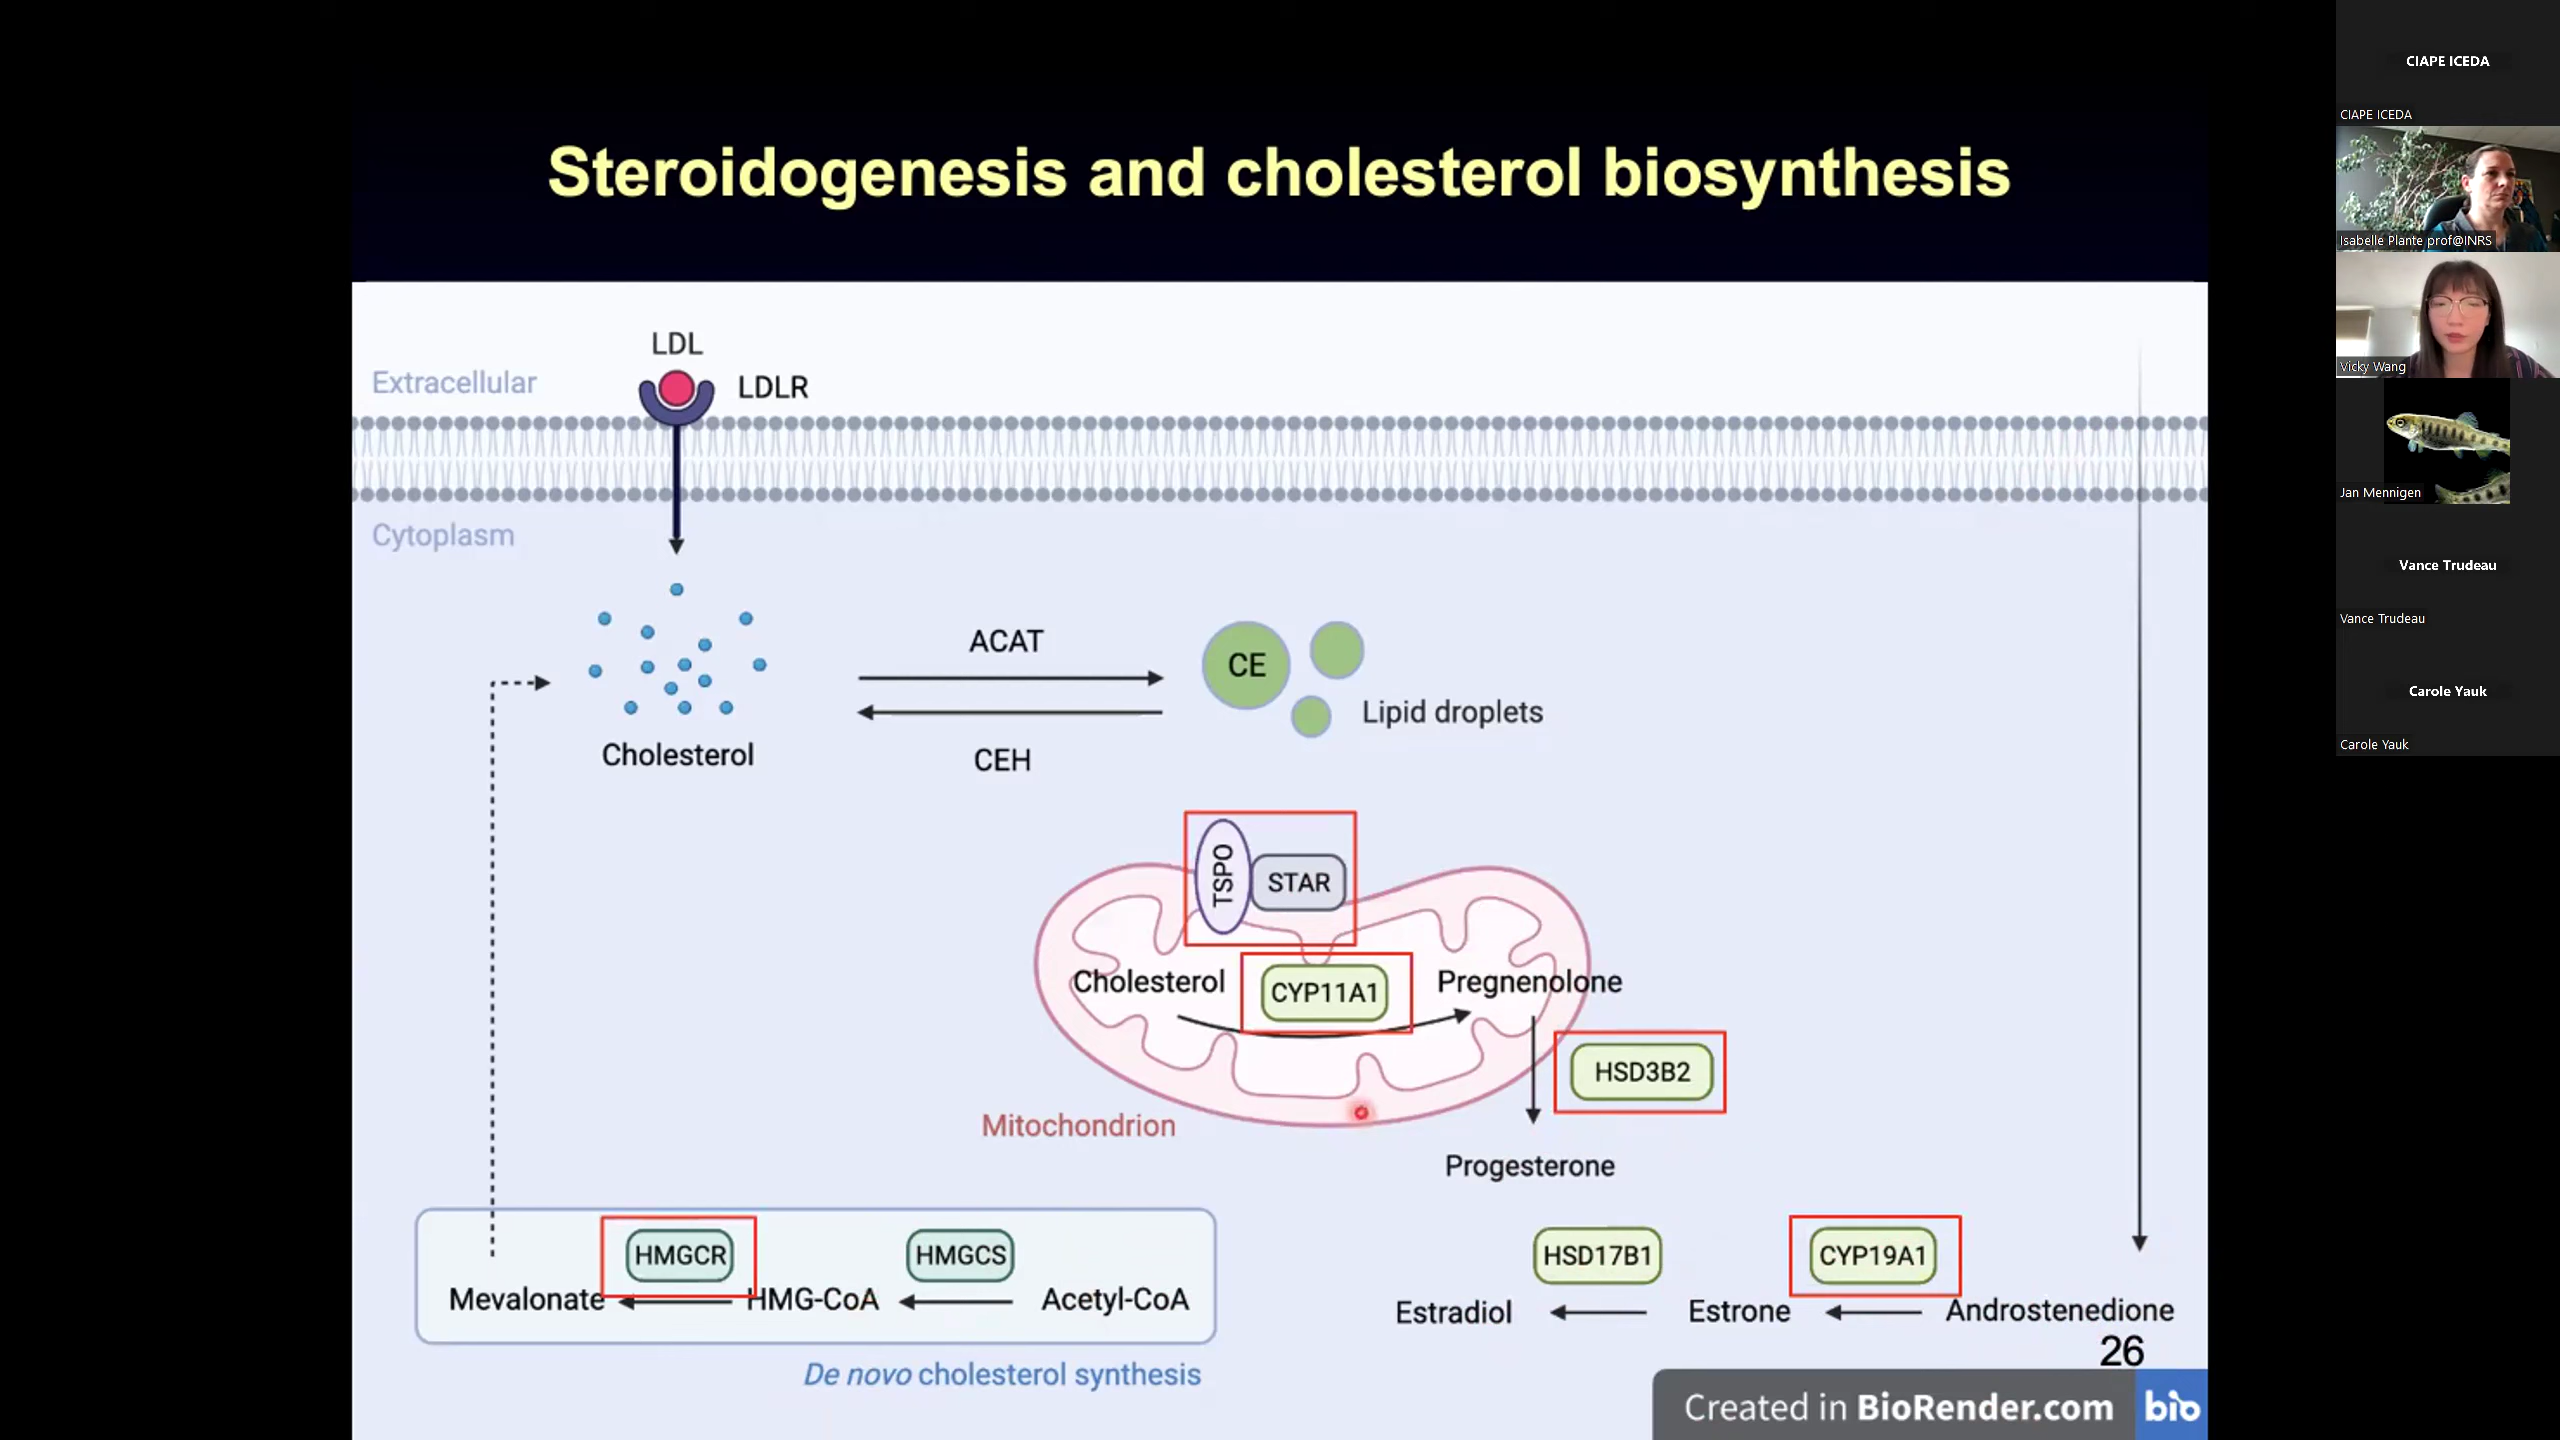 Steroidogenesis and cholesterol biosynthesis
LDL
LDLR
Extracellular
Cytoplasm
Cholesterol
ACAT
CEH
CE
Lipid droplets
TSPO
STAR
Cholesterol
CYP11A1
Pregnenolone
HSD3B2
Mitochondrion
Progesterone
HMGCR
HMGCS
Mevalonate
HMG-CoA
Acetyl-CoA
De novo cholesterol synthesis
HSD17B1
CYP19A1
Estradiol
Estrone
Androstenedione
26
Created in BioRender.com
bio
CIAPE ICEDA
CIAPE ICEDA
Isabelle Plante prof@INRS
Vicky Wang
Jan Mennigen
Vance Trudeau
Vance Trudeau
Carole Yauk
Carole Yauk